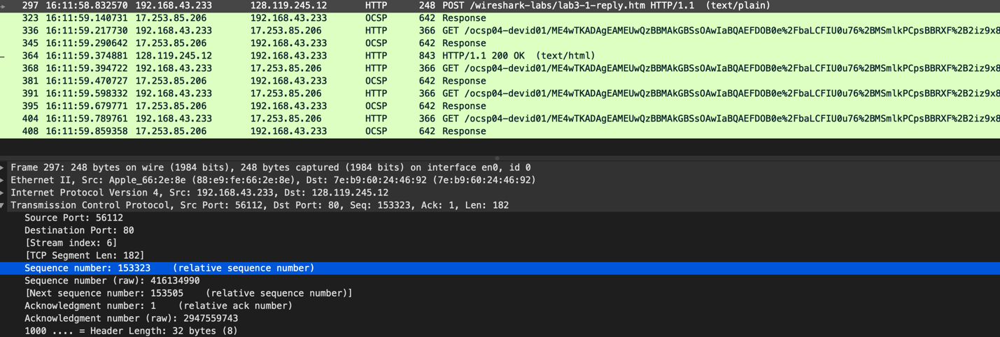 297 16:11:58.832570 192.168.43.233 128.119.245.12 HTTP 248 POST /wireshark-labs/lab3-1-reply.htm HTTP/1.1 (text/plain)
323 16:11:59.140731 17.253.85.206 192.168.43.233 OCSP 642 Response
336 16:11:59.217730 192.168.43.233 17.253.85.206 HTTP 366 GET /ocsp04-devid01/ME4wTKADAgEAMEUwQzBBMAkGBSsOAwIaBQAEFDOB0e%2FbaLCFIU0u76%2BMSmlkPCpsBBRXF%2B2iz9x8
345 16:11:59.290642 17.253.85.206 192.168.43.233 OCSP 642 Response
364 16:11:59.374881 128.119.245.12 192.168.43.233 HTTP 843 HTTP/1.1 200 OK (text/html)
368 16:11:59.394722 192.168.43.233 17.253.85.206 HTTP 366 GET /ocsp04-devid01/ME4wTKADAgEAMEUwQzBBMAkGBSsOAwIaBQAEFDOB0e%2FbaLCFIU0u76%2BMSmlkPCpsBBRXF%2B2iz9x8
381 16:11:59.470727 17.253.85.206 192.168.43.233 OCSP 642 Response
391 16:11:59.598332 192.168.43.233 17.253.85.206 HTTP 366 GET /ocsp04-devid01/ME4wTKADAgEAMEUwQzBBMAkGBSsOAwIaBQAEFDOB0e%2FbaLCFIU0u76%2BMSmlkPCpsBBRXF%2B2iz9x8
395 16:11:59.679771 17.253.85.206 192.168.43.233 OCSP 642 Response
404 16:11:59.789761 192.168.43.233 17.253.85.206 HTTP 366 GET /ocsp04-devid01/ME4wTKADAgEAMEUwQzBBMAkGBSsOAwIaBQAEFDOB0e%2FbaLCFIU0u76%2BMSmlkPCpsBBRXF%2B2iz9x8
408 16:11:59.859358 17.253.85.206 192.168.43.233 OCSP 642 Response
Frame 297: 248 bytes on wire (1984 bits), 248 bytes captured (1984 bits) on interface en0, id 0
Ethernet II, Src: Apple_66:2e:8e (88:e9:fe:66:2e:8e), Dst: 7e:b9:60:24:46:92 (7e:b9:60:24:46:92)
Internet Protocol Version 4, Src: 192.168.43.233, Dst: 128.119.245.12
Transmission Control Protocol, Src Port: 56112, Dst Port: 80, Seq: 153323, Ack: 1, Len: 182
Source Port: 56112
Destination Port: 80
[Stream index: 6]
[TCP Segment Len: 182]
Sequence number: 153323 (relative sequence number)
Sequence number (raw): 416134990
[Next sequence number: 153505 (relative sequence number)]
Acknowledgment number: 1 (relative ack number)
Acknowledgment number (raw): 2947559743
1000 .... = Header Length: 32 bytes (8)